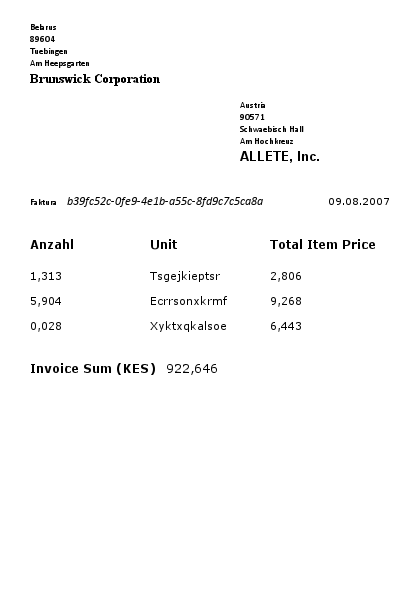 Belarus
89604
Tuebingen
Am Heepsgarten
Brunswick Corporation
Austria
90571
Schwaebisch Hall
Am Hochkreuz
ALLETE, Inc.
Faktura b39fc52c-0fe9-4e1b-a55c-8fd9c7c5ca8a 09.08.2007
Anzahl Unit Total Item Price
1,313 Tsgejkieptsr 2,806
5,904 Ecrrsonxkrmf 9,268
0,028 Xyktxqkalsoe 6,443
Invoice Sum (KES) 922,646